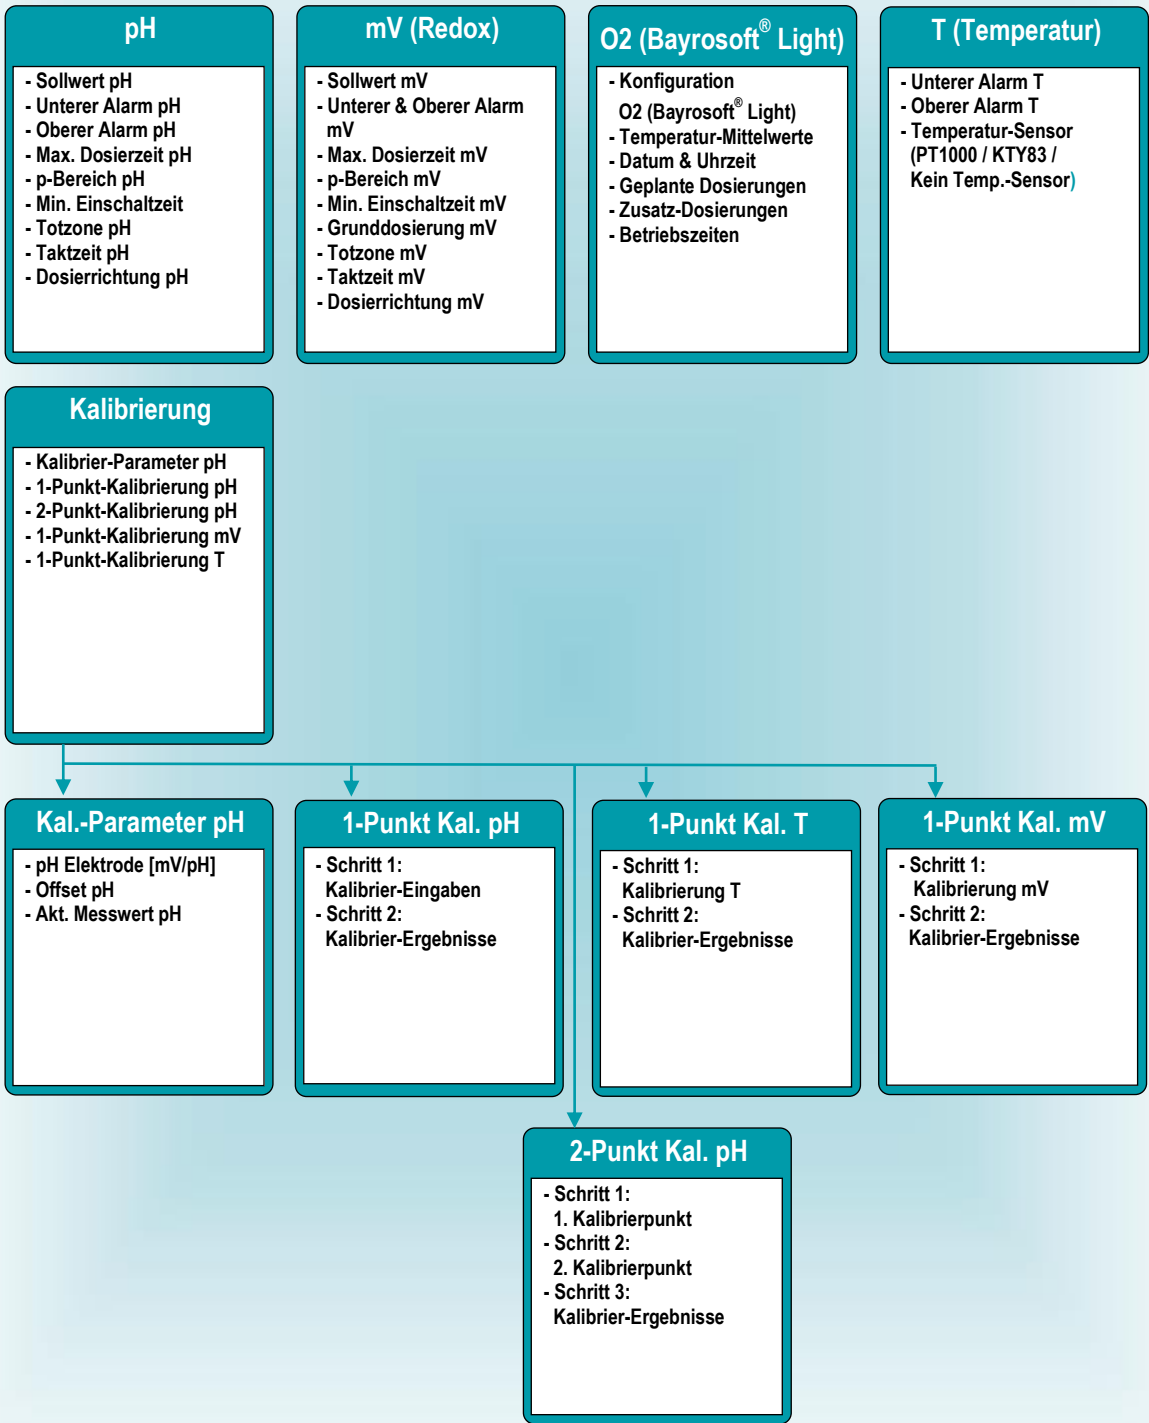 pH
- Sollwert pH
- Unterer Alarm pH
- Oberer Alarm pH
- Max. Dosierzeit pH
- p-Bereich pH
- Min. Einschaltzeit
- Totzone pH
- Taktzeit pH
- Dosierrichtung pH
mV (Redox)
- Sollwert mV
- Unterer & Oberer Alarm
mV
- Max. Dosierzeit mV
- p-Bereich mV
- Min. Einschaltzeit mV
- Grunddosierung mV
- Totzone mV
- Taktzeit mV
- Dosierrichtung mV
O2 (Bayrosoft® Light)
- Konfiguration
O2 (Bayrosoft® Light)
- Temperatur-Mittelwerte
- Datum & Uhrzeit
- Geplante Dosierungen
- Zusatz-Dosierungen
- Betriebszeiten
T (Temperatur)
- Unterer Alarm T
- Oberer Alarm T
- Temperatur-Sensor
(PT1000 / KTY83 /
Kein Temp.-Sensor)
Kalibrierung
- Kalibrier-Parameter pH
- 1-Punkt-Kalibrierung pH
- 2-Punkt-Kalibrierung pH
- 1-Punkt-Kalibrierung mV
- 1-Punkt-Kalibrierung T
Kal.-Parameter pH
- pH Elektrode [mV/pH]
- Offset pH
- Akt. Messwert pH
1-Punkt Kal. pH
- Schritt 1:
Kalibrier-Eingaben
- Schritt 2:
Kalibrier-Ergebnisse
1-Punkt Kal. T
- Schritt 1:
Kalibrierung T
- Schritt 2:
Kalibrier-Ergebnisse
1-Punkt Kal. mV
- Schritt 1:
Kalibrierung mV
- Schritt 2:
Kalibrier-Ergebnisse
2-Punkt Kal. pH
- Schritt 1:
1. Kalibrierpunkt
- Schritt 2:
2. Kalibrierpunkt
- Schritt 3:
Kalibrier-Ergebnisse